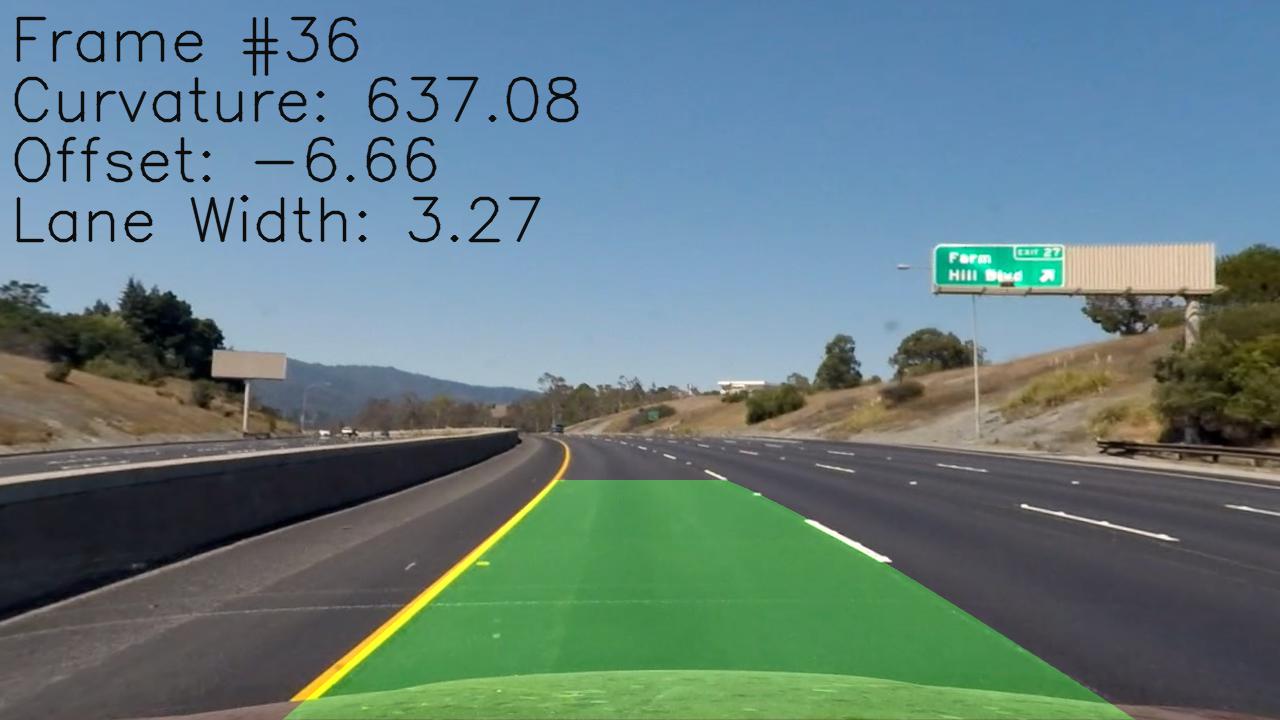 Frame #36
Curvature: 637.08
Offset: -6.66
Lane Width: 3.27
EXIT 27
Farm
Hill Blvd